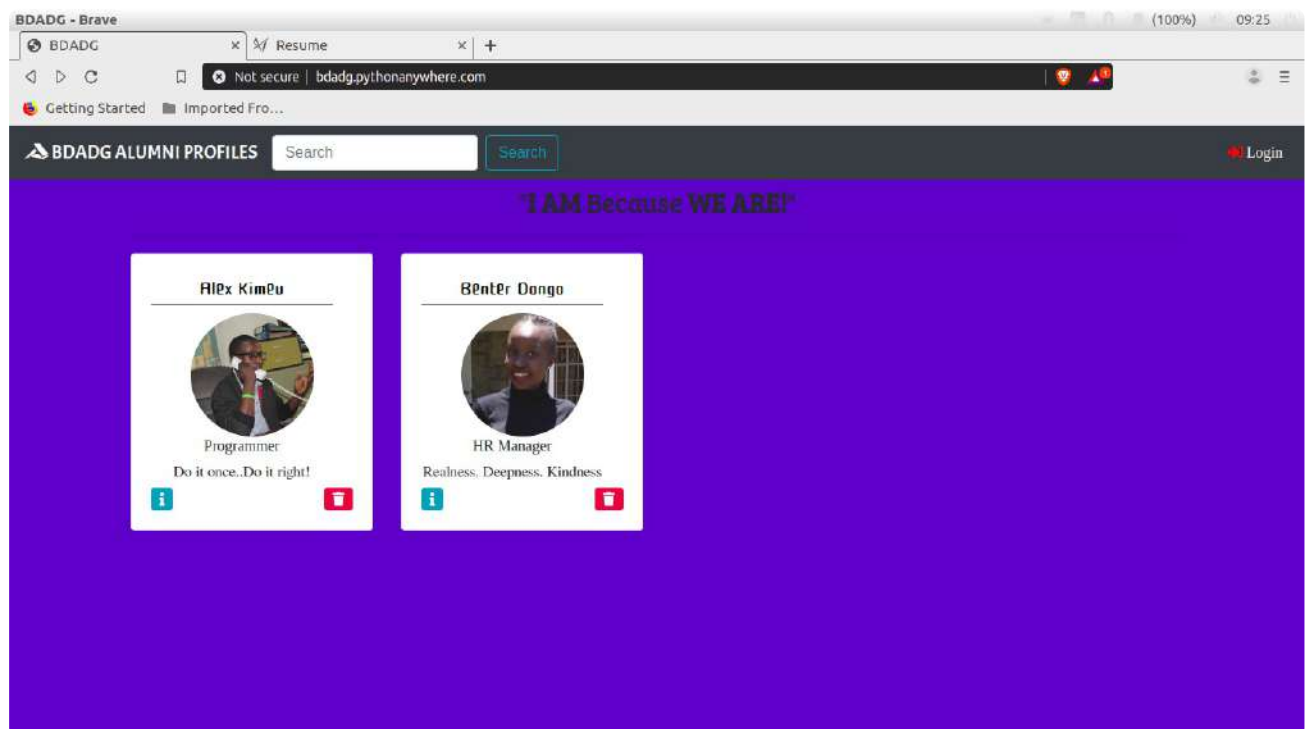 BDADG - Brave
(100%) 09:25
BDADG × Resume × +
Not secure | bdadg.pythonanywhere.com
Getting Started Imported Fro...
BDADG ALUMNI PROFILES Search Search Login
"I AM Because WE ARE!"
Alex Kimeu
Programmer
Do it once..Do it right!
Benter Dongo
HR Manager
Realness. Deepness. Kindness